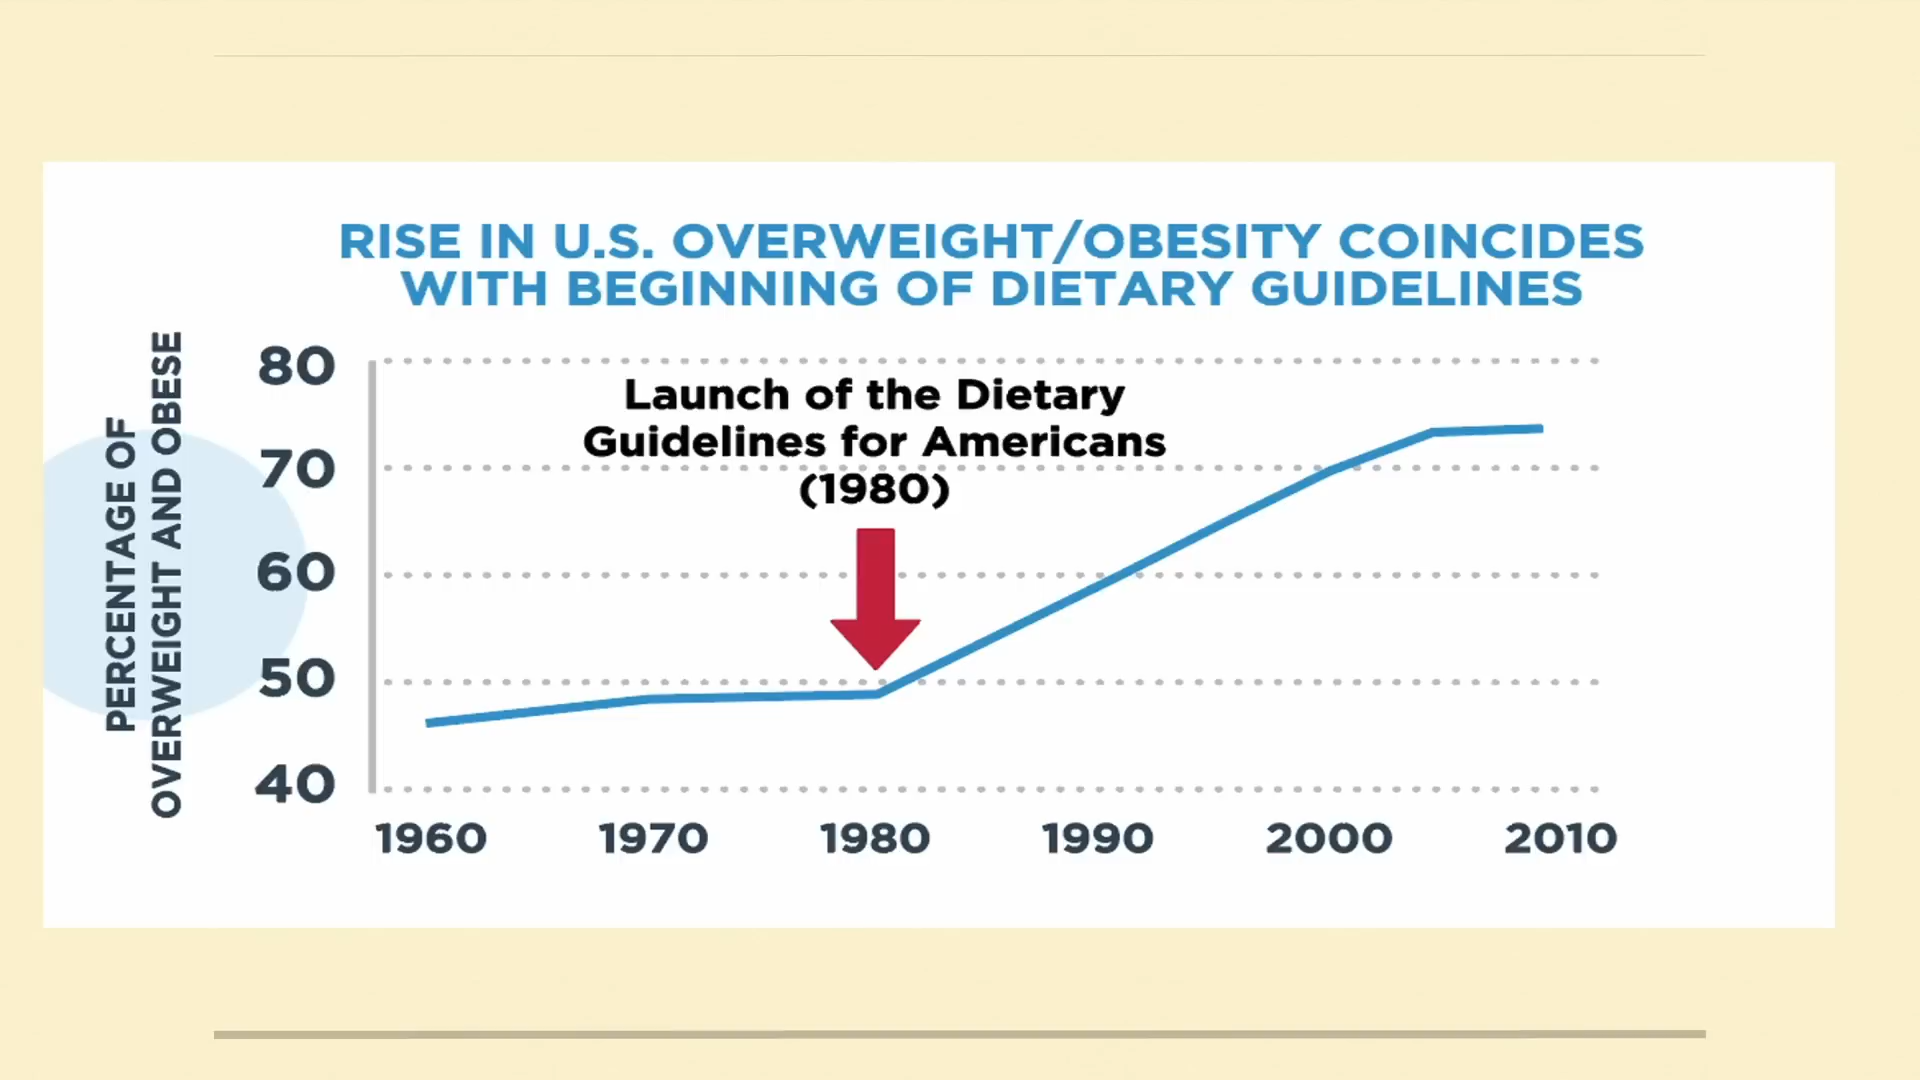 RISE IN U.S. OVERWEIGHT/OBESITY COINCIDES
WITH BEGINNING OF DIETARY GUIDELINES
PERCENTAGE OF
OVERWEIGHT AND OBESE
80
70
60
50
40
Launch of the Dietary
Guidelines for Americans
(1980)
1960 1970 1980 1990 2000 2010